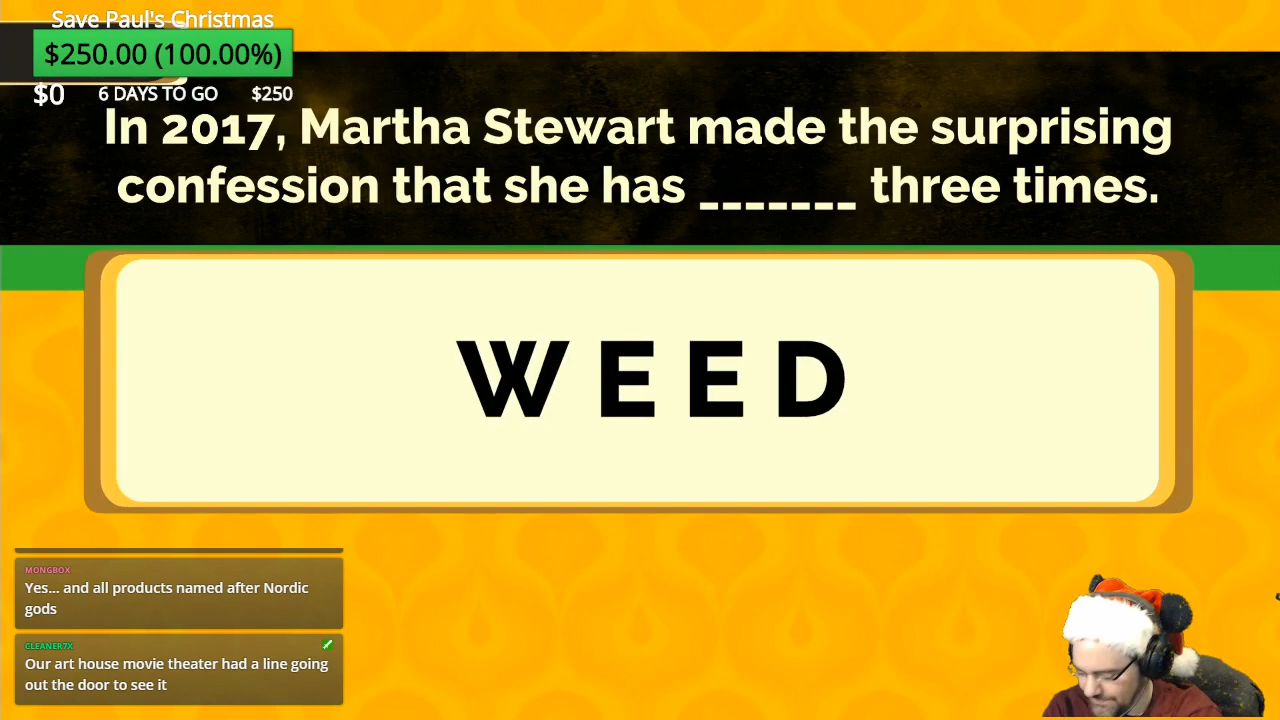 Save Paul's Christmas
$250.00 (100.00%)
$0 6 DAYS TO GO $250
In 2017, Martha Stewart made the surprising
confession that she has _______ three times.
WEED
MONGBOX
Yes... and all products named after Nordic
gods
CLEANER7X
Our art house movie theater had a line going
out the door to see it